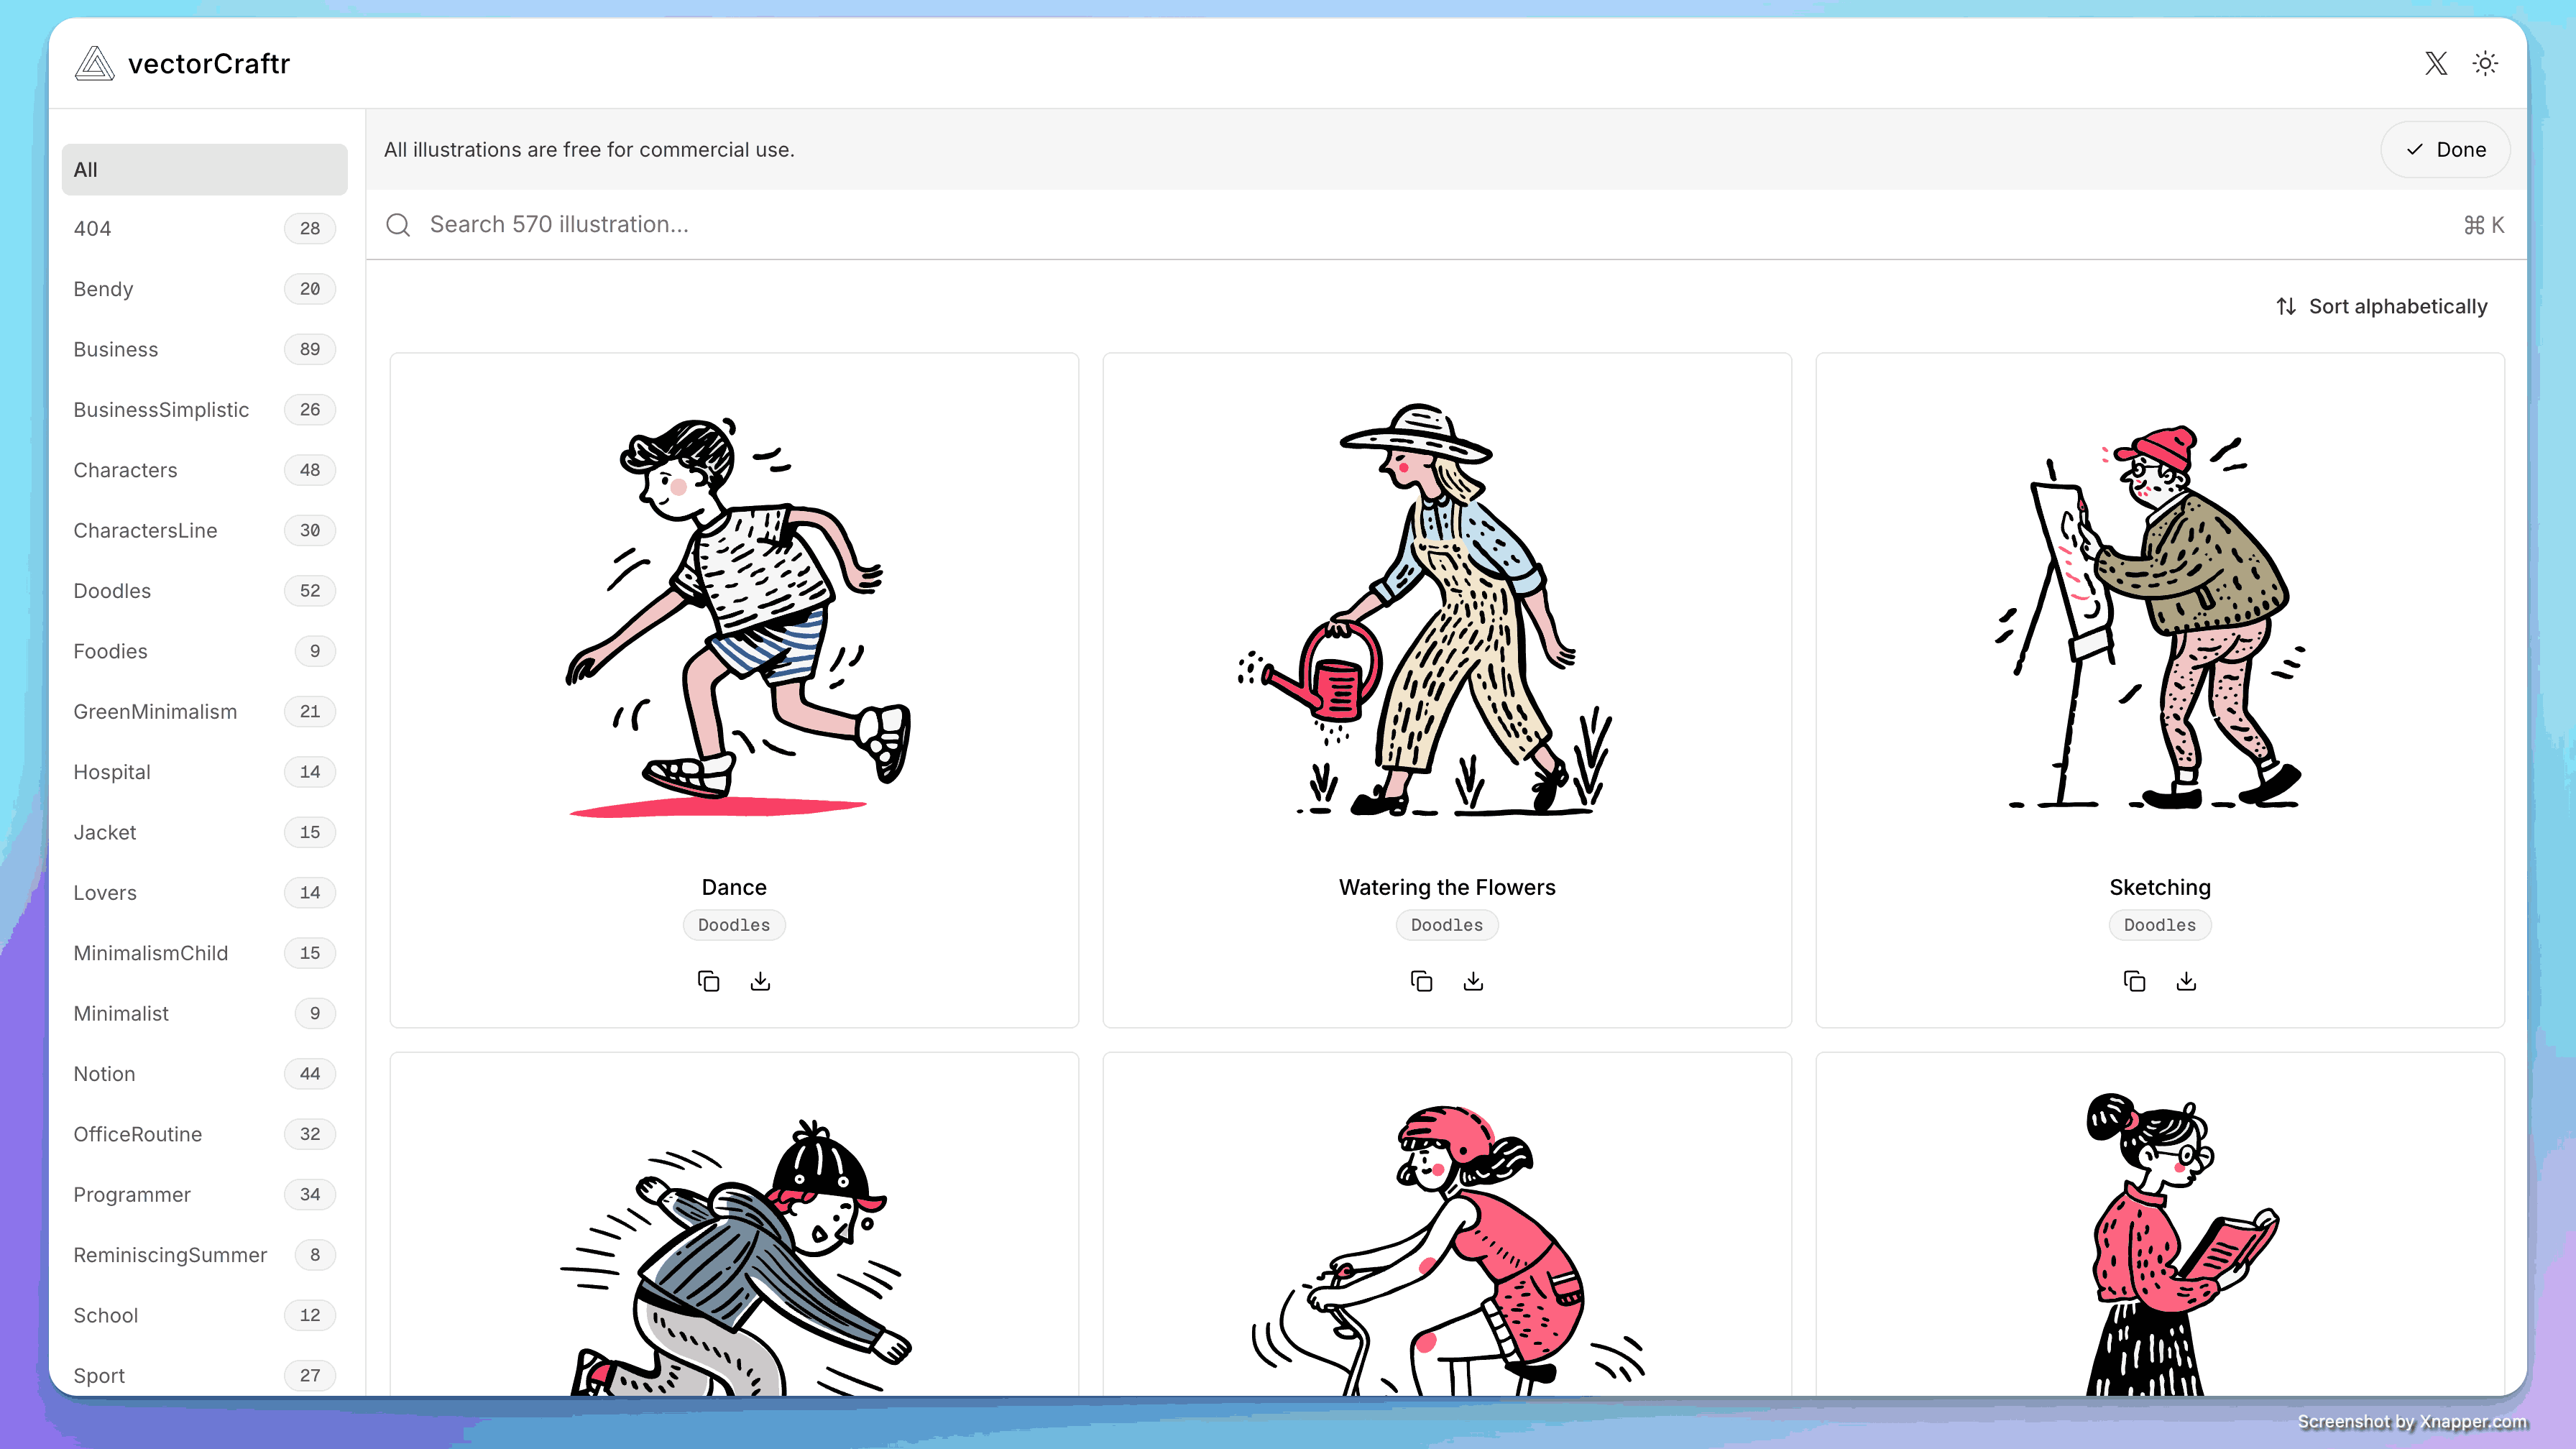 vectorCraftr
All illustrations are free for commercial use.
Done
Search 570 illustration...
⌘ K
Sort alphabetically
All
404 28
Bendy 20
Business 89
BusinessSimplistic 26
Characters 48
CharactersLine 30
Doodles 52
Foodies 9
GreenMinimalism 21
Hospital 14
Jacket 15
Lovers 14
MinimalismChild 15
Minimalist 9
Notion 44
OfficeRoutine 32
Programmer 34
ReminiscingSummer 8
School 12
Sport 27
Dance
Doodles
Watering the Flowers
Doodles
Sketching
Doodles
Screenshot by Xnapper.com